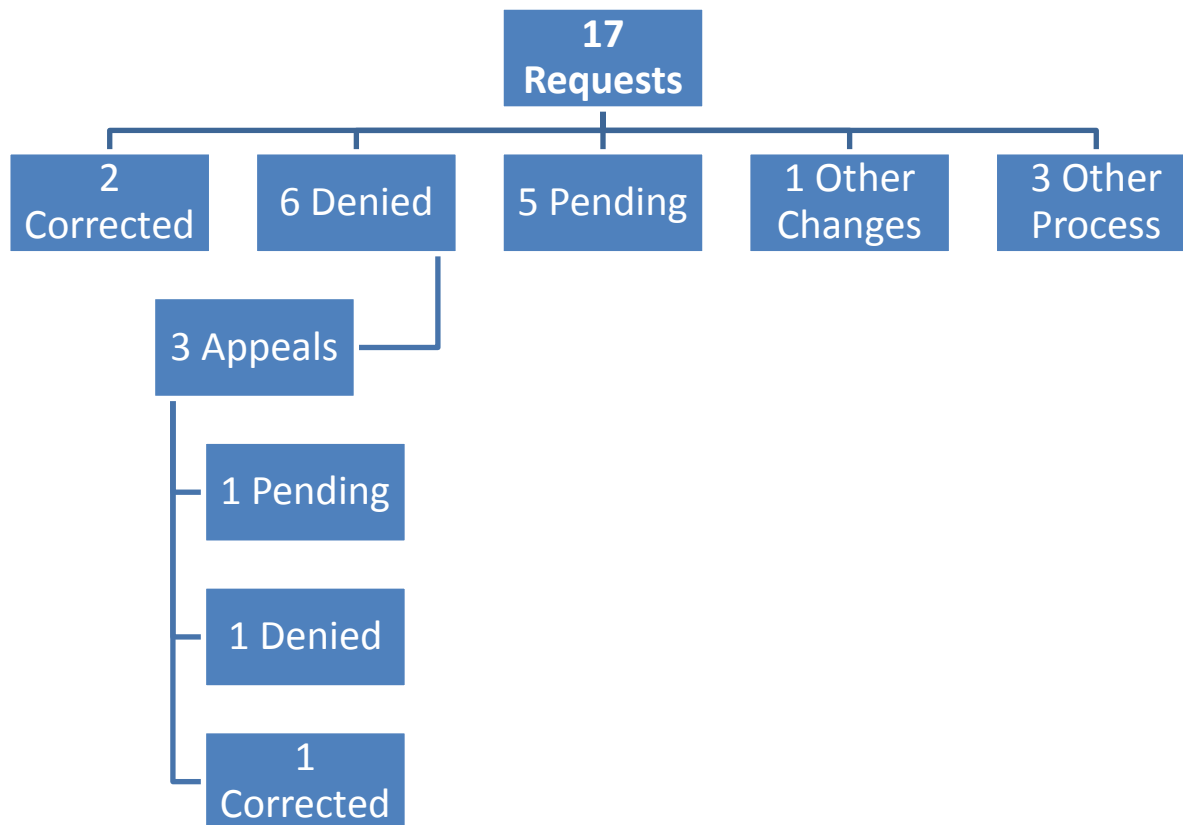 17
Requests
2
Corrected
6 Denied
5 Pending
1 Other
Changes
3 Other
Process
3 Appeals
1 Pending
1 Denied
1
Corrected